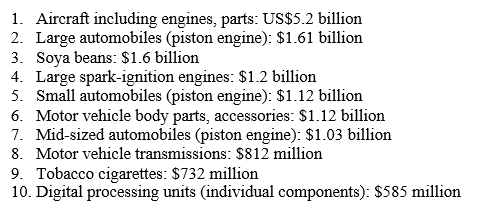 1. Aircraft including engines, parts: US$5.2 billion
2. Large automobiles (piston engine): $1.61 billion
3. Soya beans: $1.6 billion
4. Large spark-ignition engines: $1.2 billion
5. Small automobiles (piston engine): $1.12 billion
6. Motor vehicle body parts, accessories: $1.12 billion
7. Mid-sized automobiles (piston engine): $1.03 billion
8. Motor vehicle transmissions: $812 million
9. Tobacco cigarettes: $732 million
10. Digital processing units (individual components): $585 million